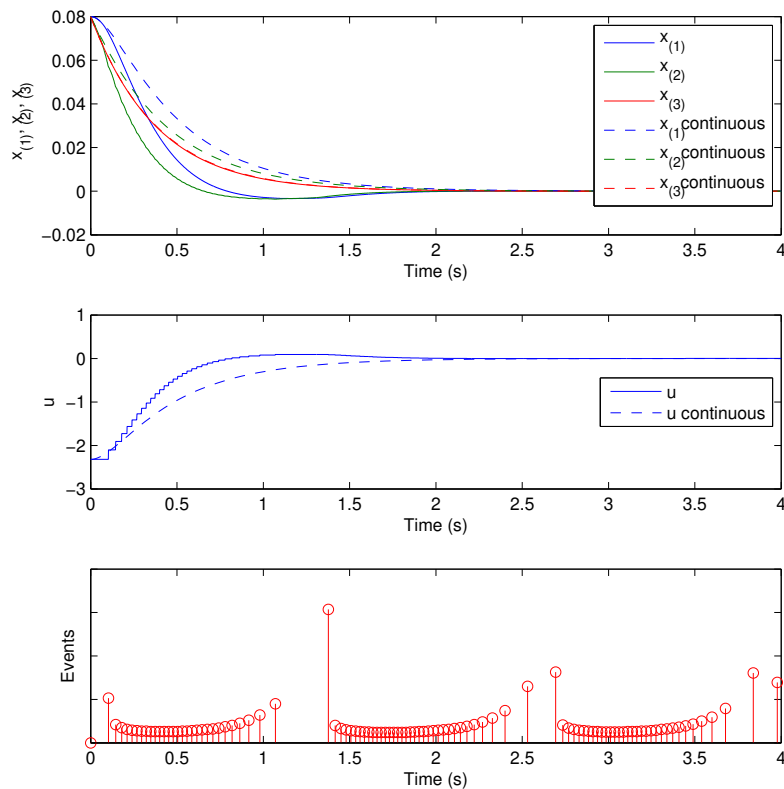 0.08
0.06
0.04
0.02
0
−0.02
x(1), x(2), x(3)
0 0.5 1 1.5 2 2.5 3 3.5 4
Time (s)
x(1)
x(2)
x(3)
x(1) continuous
x(2) continuous
x(3) continuous
1
0
−1
−2
−3
u
0 0.5 1 1.5 2 2.5 3 3.5 4
Time (s)
u
u continuous
Events
0 0.5 1 1.5 2 2.5 3 3.5 4
Time (s)